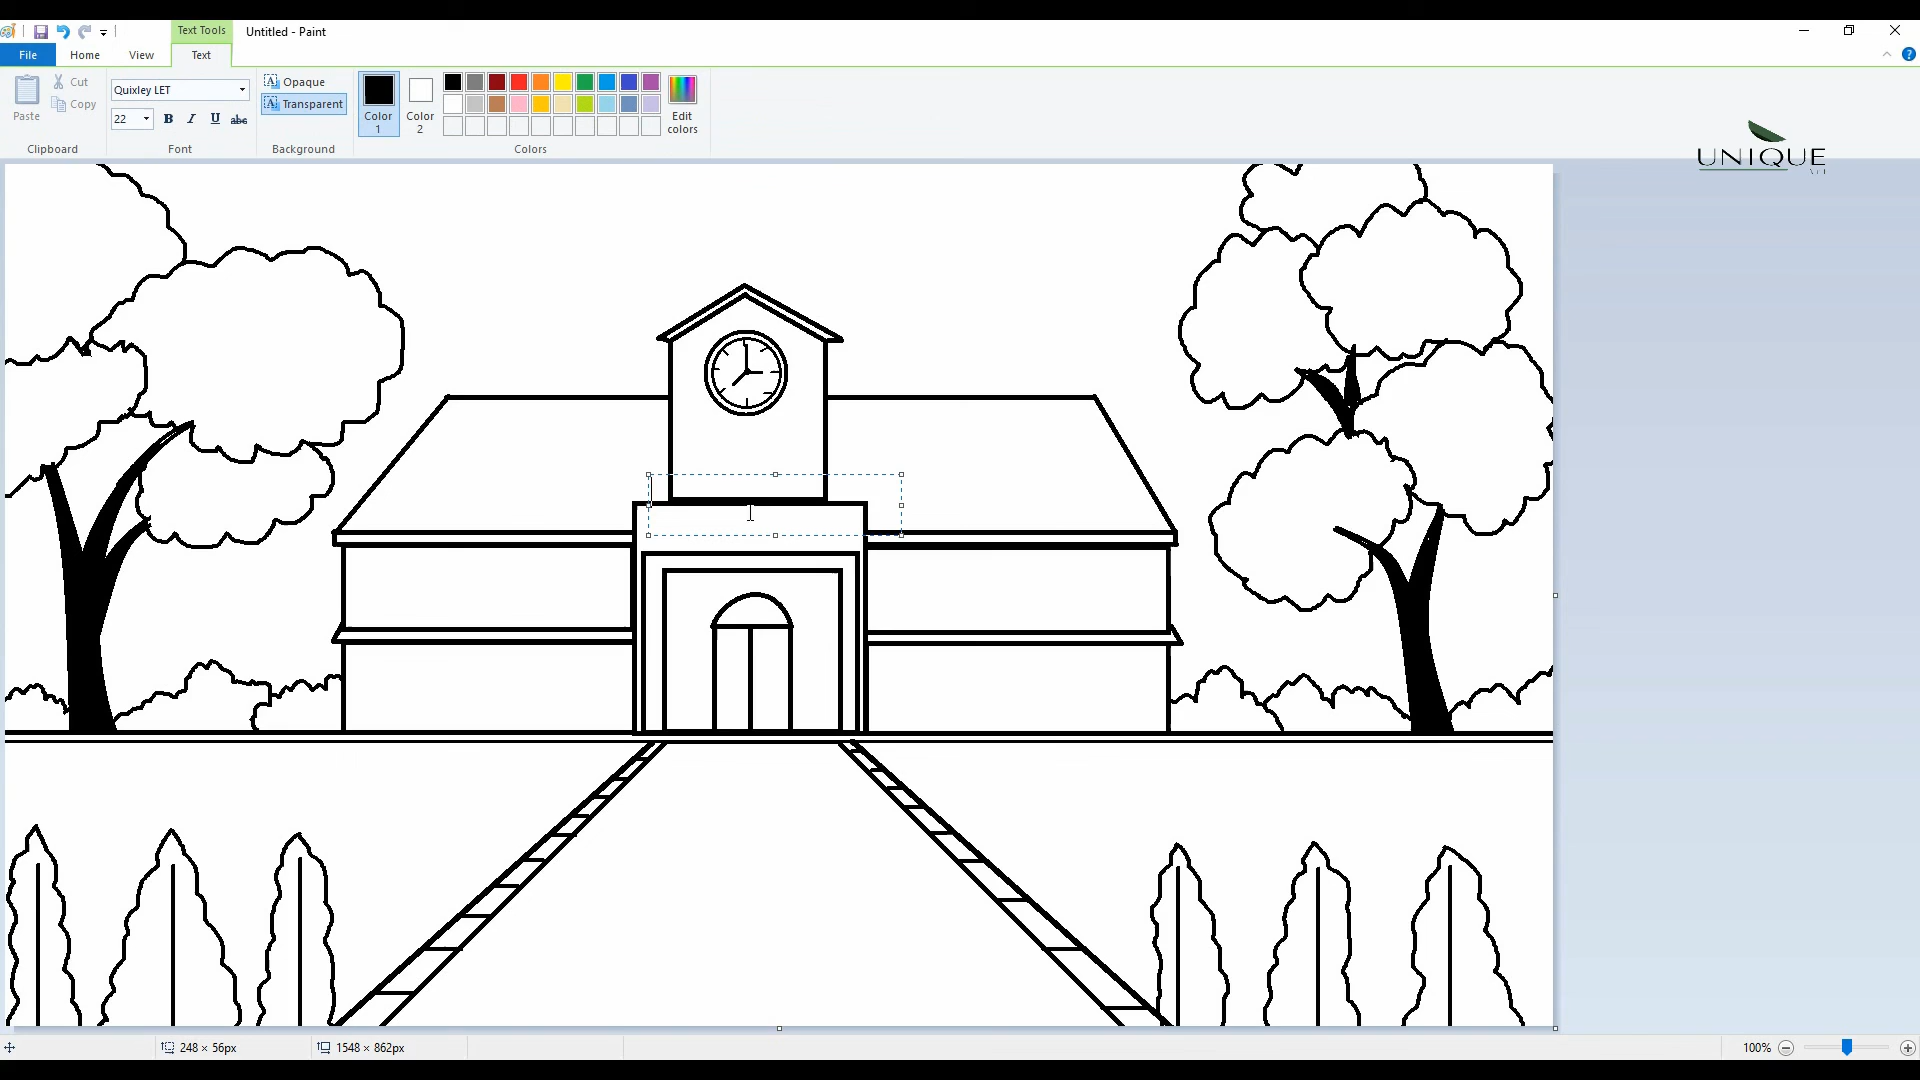 Text Tools
Untitled - Paint
File
Home
View
Text
Paste
Cut
Copy
Clipboard
Quixley LET
22
B I U abc
Font
Opaque
Transparent
Background
Color
1
Color
2
Edit
colors
Colors
UNIQUE
248 × 56px
1548 × 862px
100%